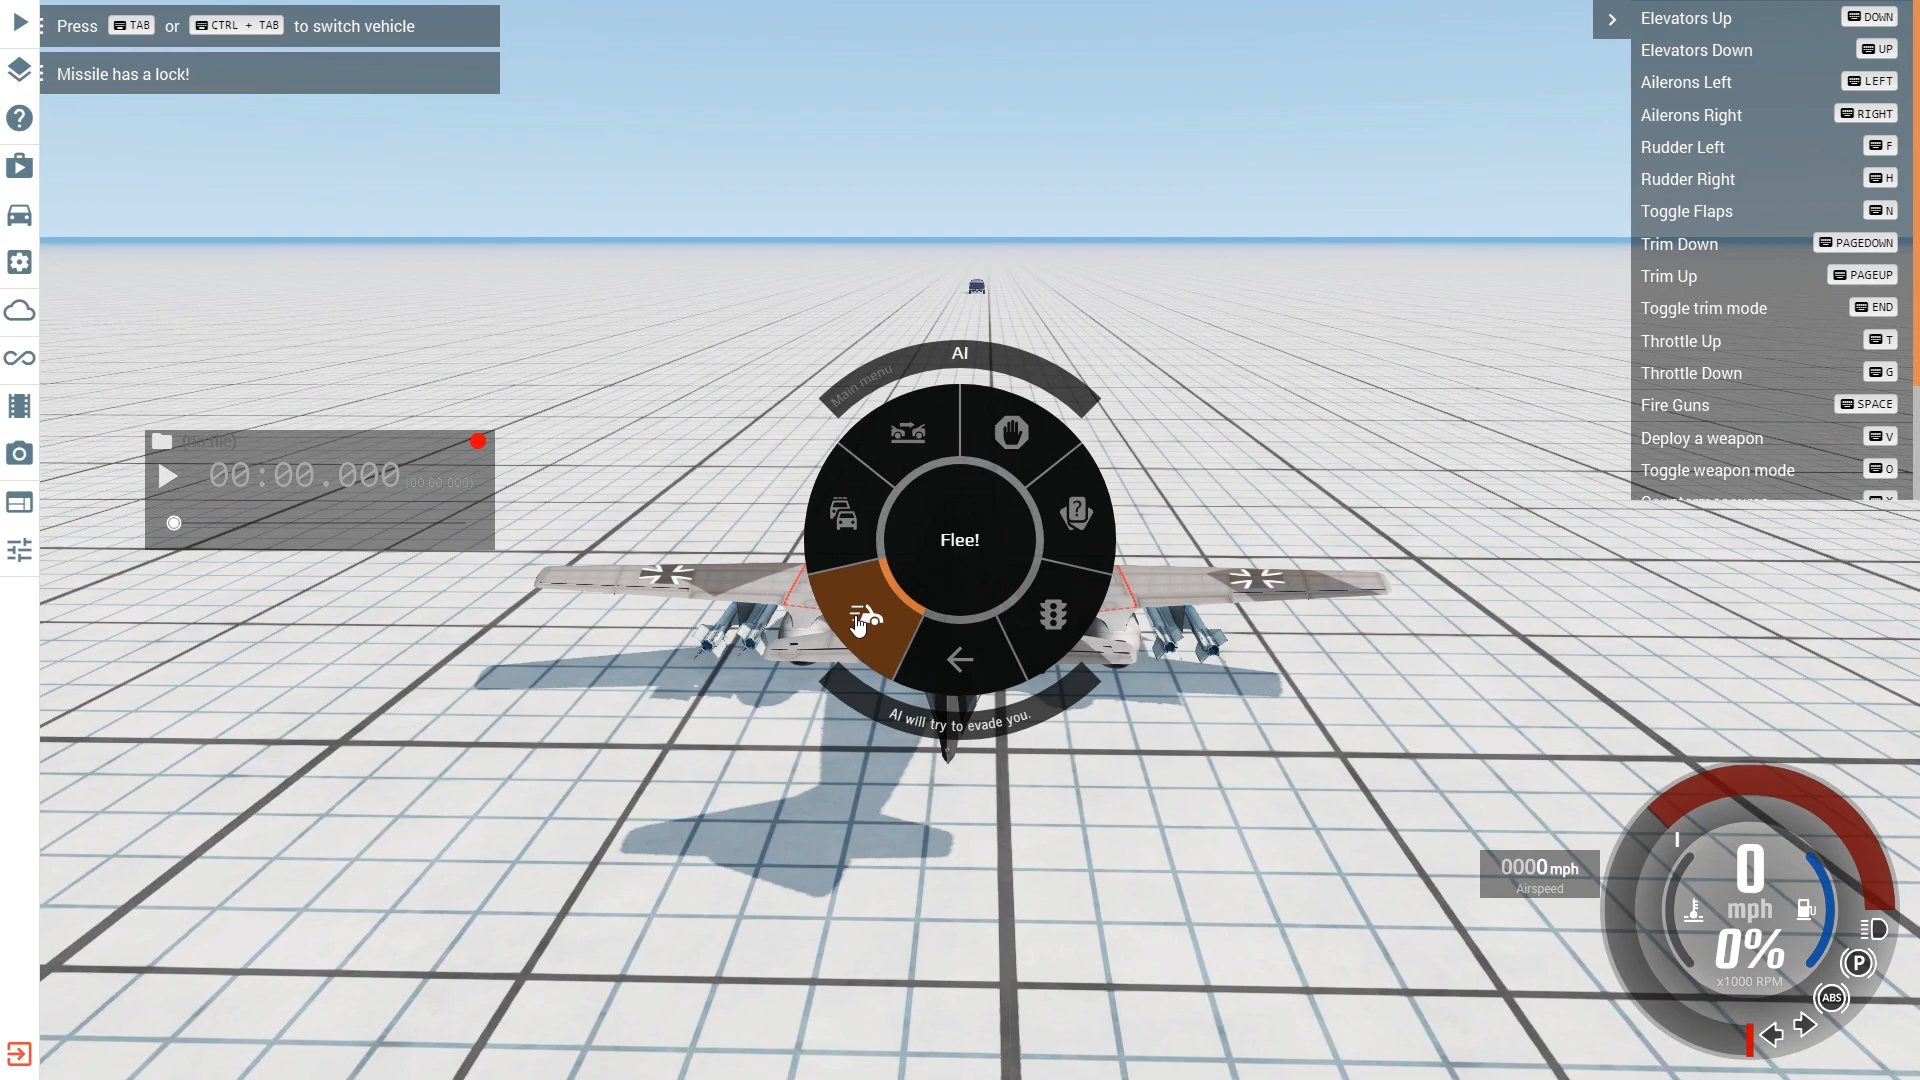 Press TAB or CTRL + TAB to switch vehicle
Missile has a lock!
Elevators Up DOWN
Elevators Down UP
Ailerons Left LEFT
Ailerons Right RIGHT
Rudder Left F
Rudder Right H
Toggle Flaps N
Trim Down PAGEDOWN
Trim Up PAGEUP
Toggle trim mode END
Throttle Up T
Throttle Down G
Fire Guns SPACE
Deploy a weapon V
Toggle weapon mode O
AI
Main menu
(no file)
00:00.000 (00:00.000)
Flee!
AI will try to evade you.
0000 mph
Airspeed
0
mph
0%
x1000 RPM
P
ABS